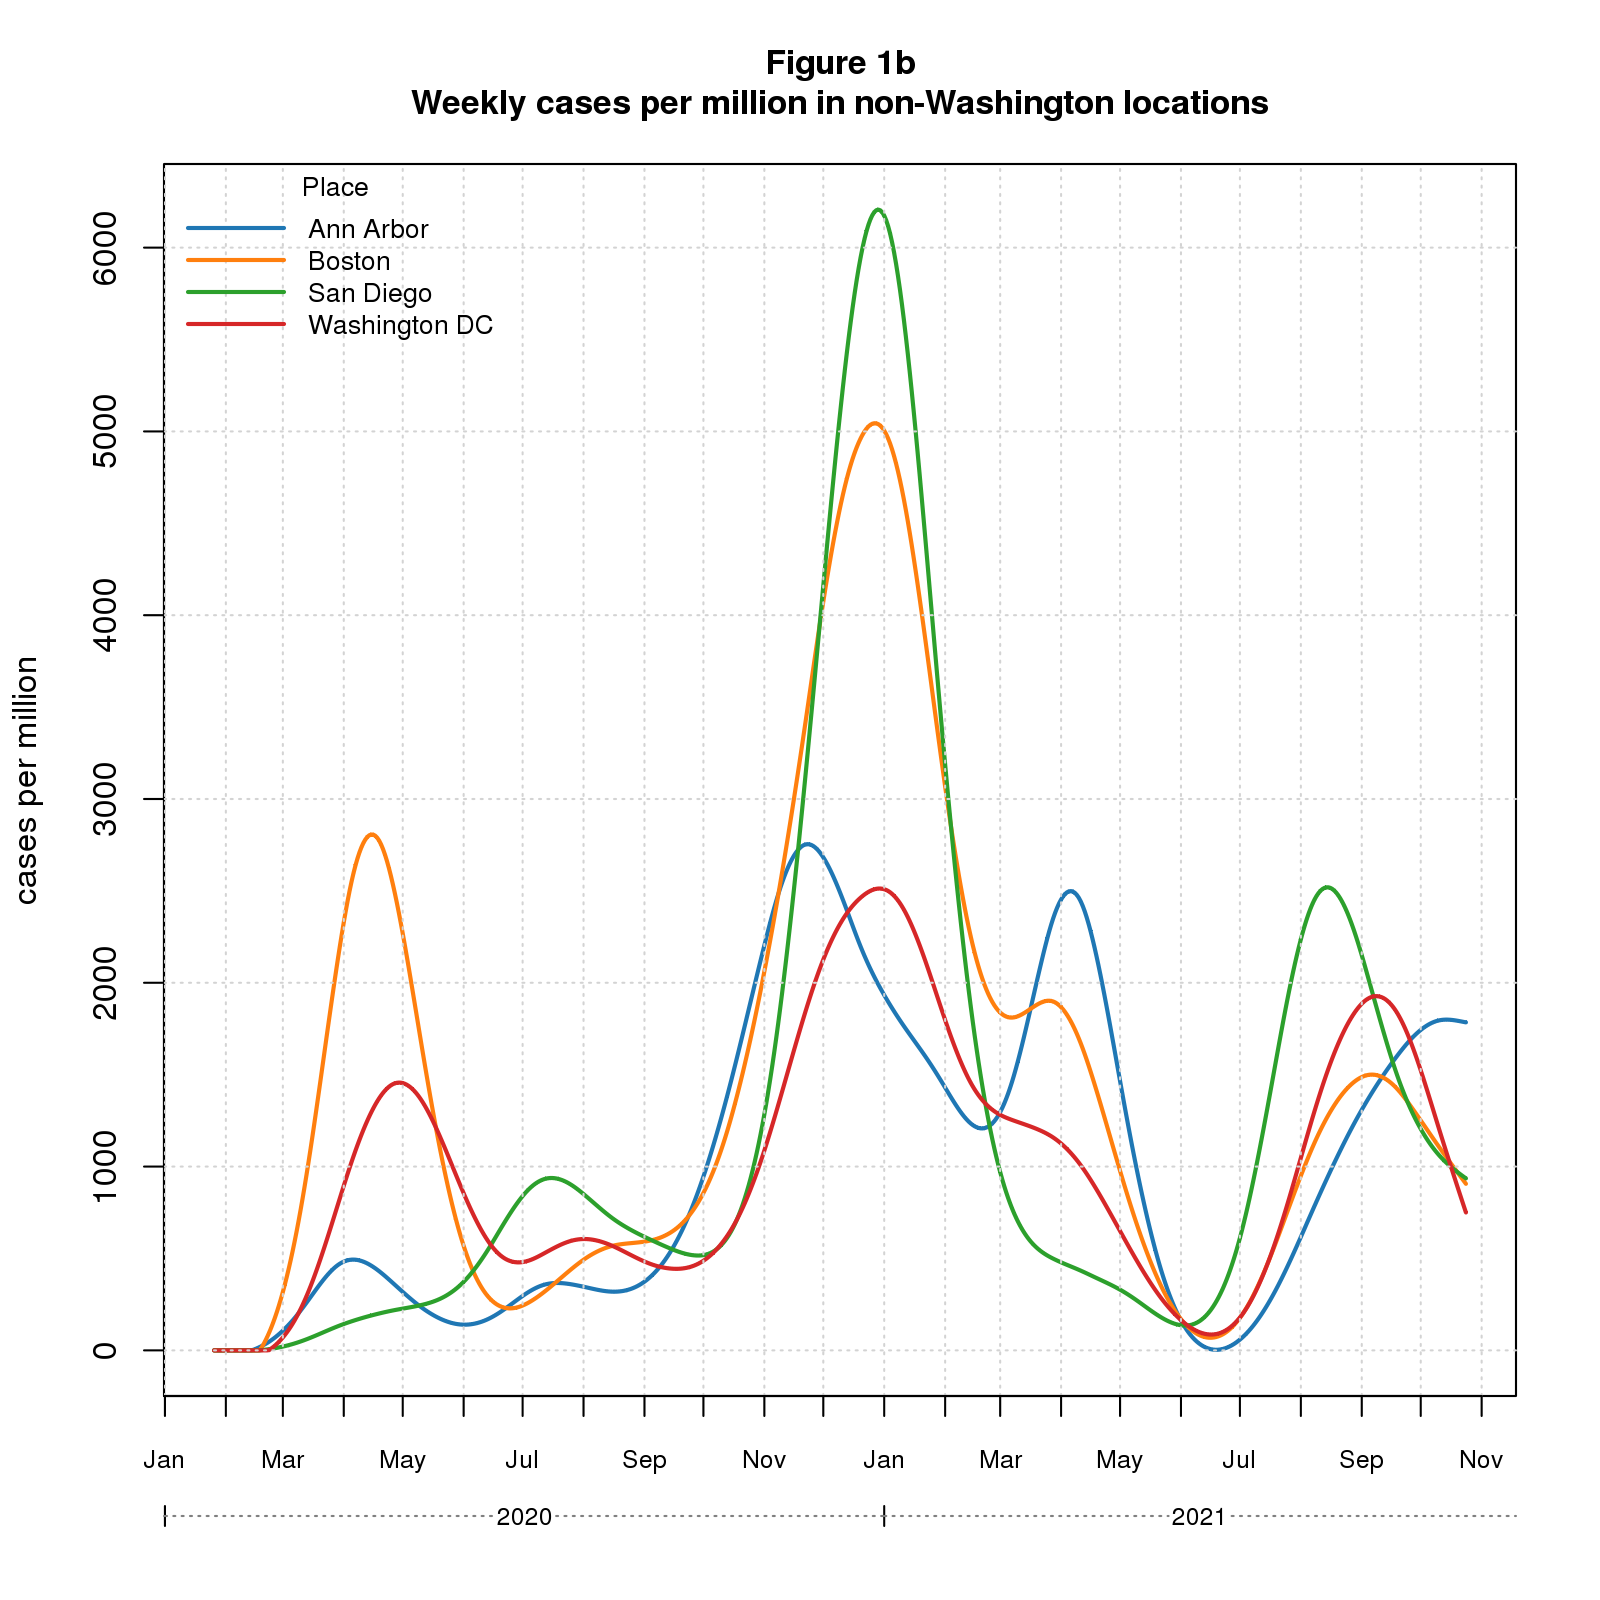 Figure 1b
Weekly cases per million in non-Washington locations
Place
Ann Arbor
Boston
San Diego
Washington DC
cases per million
6000
5000
4000
3000
2000
1000
0
Jan Mar May Jul Sep Nov Jan Mar May Jul Sep Nov
2020 2021